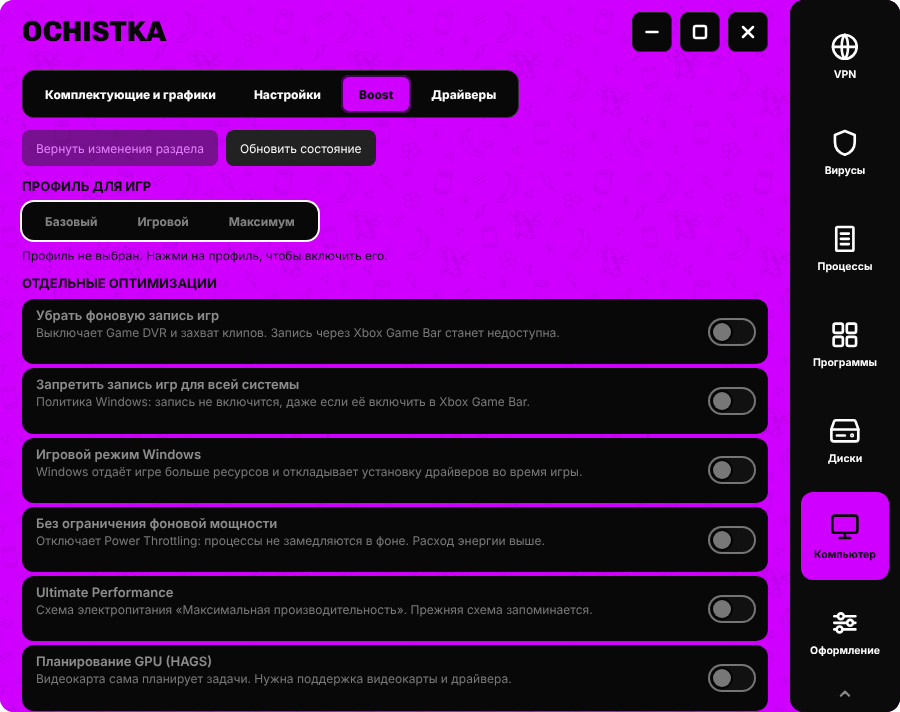 OCHISTKA
Комплектующие и графики
Настройки
Boost
Драйверы
Вернуть изменения раздела
Обновить состояние
ПРОФИЛЬ ДЛЯ ИГР
Базовый
Игровой
Максимум
Профиль не выбран. Нажми на профиль, чтобы включить его.
ОТДЕЛЬНЫЕ ОПТИМИЗАЦИИ
Убрать фоновую запись игр
Выключает Game DVR и захват клипов. Запись через Xbox Game Bar станет недоступна.
Запретить запись игр для всей системы
Политика Windows: запись не включится, даже если её включить в Xbox Game Bar.
Игровой режим Windows
Windows отдаёт игре больше ресурсов и откладывает установку драйверов во время игры.
Без ограничения фоновой мощности
Отключает Power Throttling: процессы не замедляются в фоне. Расход энергии выше.
Ultimate Performance
Схема электропитания «Максимальная производительность». Прежняя схема запоминается.
Планирование GPU (HAGS)
Видеокарта сама планирует задачи. Нужна поддержка видеокарты и драйвера.
VPN
Вирусы
Процессы
Программы
Диски
Компьютер
Оформление